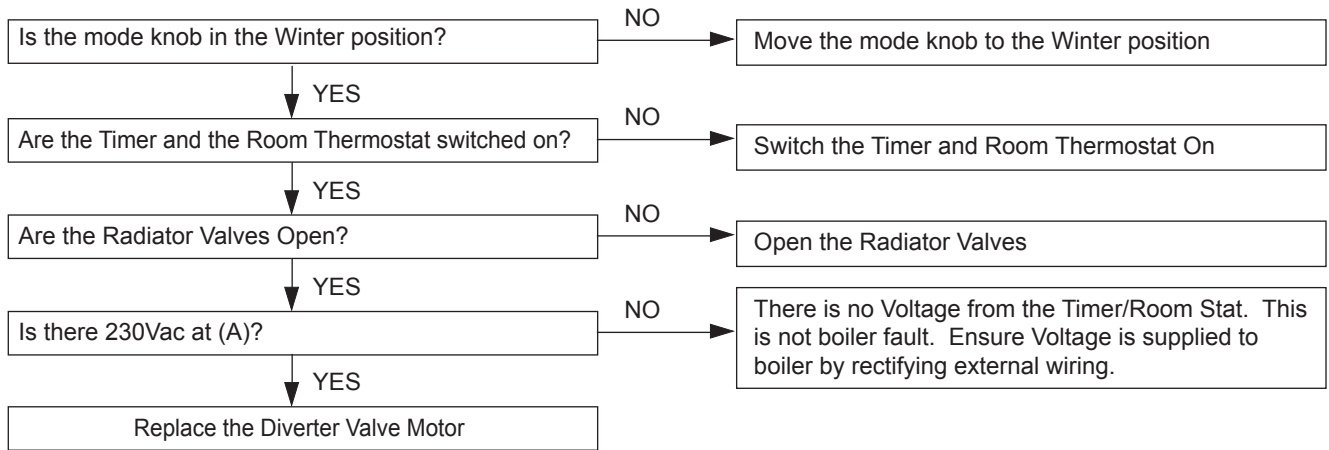 Is the mode knob in the Winter position?
NO
Move the mode knob to the Winter position
YES
Are the Timer and the Room Thermostat switched on?
NO
Switch the Timer and Room Thermostat On
YES
Are the Radiator Valves Open?
NO
Open the Radiator Valves
YES
Is there 230Vac at (A)?
NO
There is no Voltage from the Timer/Room Stat. This
is not boiler fault. Ensure Voltage is supplied to
boiler by rectifying external wiring.
YES
Replace the Diverter Valve Motor